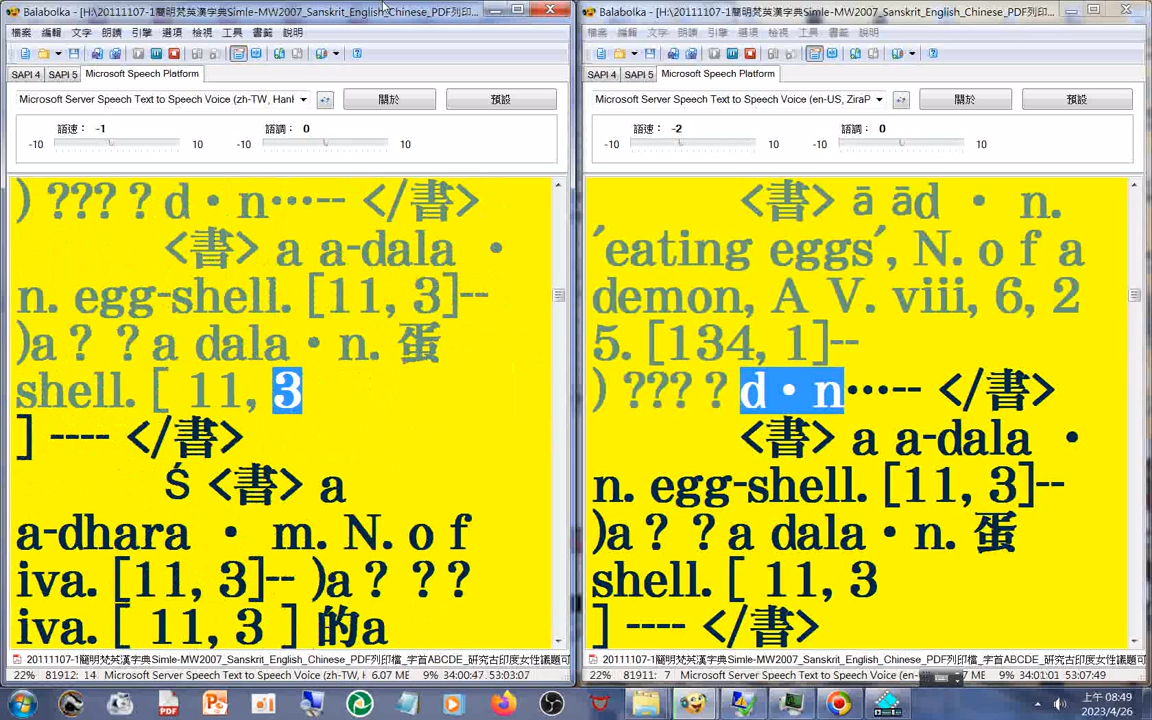 Balabolka - [H:\20111107-1簡明梵英漢字典Simle-MW2007_Sanskrit_English_Chinese_PDF列印...
檔案 編輯 文字 朗讀 引擎 選項 檢視 工具 書籤 說明
SAPI 4 SAPI 5 Microsoft Speech Platform
Microsoft Server Speech Text to Speech Voice (zh-TW, Hanl
關於 預設
語速： -1 語調： 0
-10 10 -10 10
) ???？d・n…-- </書>
<書> a a-dala ・
n. egg-shell. [11, 3]--
)a？ ？a dala・n. 蛋
shell. [ 11, 3
] ---- </書>
Ś <書> a
a-dhara ・ m. N. o f
iva. [11, 3]-- )a？ ？？
iva. [ 11, 3 ] 的a
20111107-1簡明梵英漢字典Simle-MW2007_Sanskrit_English_Chinese_PDF列印檔_字首ABCDE_研究古印度女性議題可
22% 81912: 14 Microsoft Server Speech Text to Speech Voice (zh-TW, H 6.07 ME 9% 34:00:47 53:03:07
Balabolka - [H:\20111107-1簡明梵英漢字典Simle-MW2007_Sanskrit_English_Chinese_PDF列印...
檔案 編輯 文字 朗讀 引擎 選項 檢視 工具 書籤 說明
SAPI 4 SAPI 5 Microsoft Speech Platform
Microsoft Server Speech Text to Speech Voice (en-US, ZiraP
關於 預設
語速： -2 語調： 0
-10 10 -10 10
<書> ā ād ・ n.
′eating eggs′, N. o f a
demon, A V. viii, 6, 2
5. [134, 1]--
) ???？d・n…-- </書>
<書> a a-dala ・
n. egg-shell. [11, 3]--
)a？ ？a dala・n. 蛋
shell. [ 11, 3
] ---- </書>
20111107-1簡明梵英漢字典Simle-MW2007_Sanskrit_English_Chinese_PDF列印檔_字首ABCDE_研究古印度女性議題可
22% 81911: 7 Microsoft Server Speech Text to Speech Voice (en-US, Z ME 9% 34:01:01 53:07:49
上午 08:49
2023/4/26